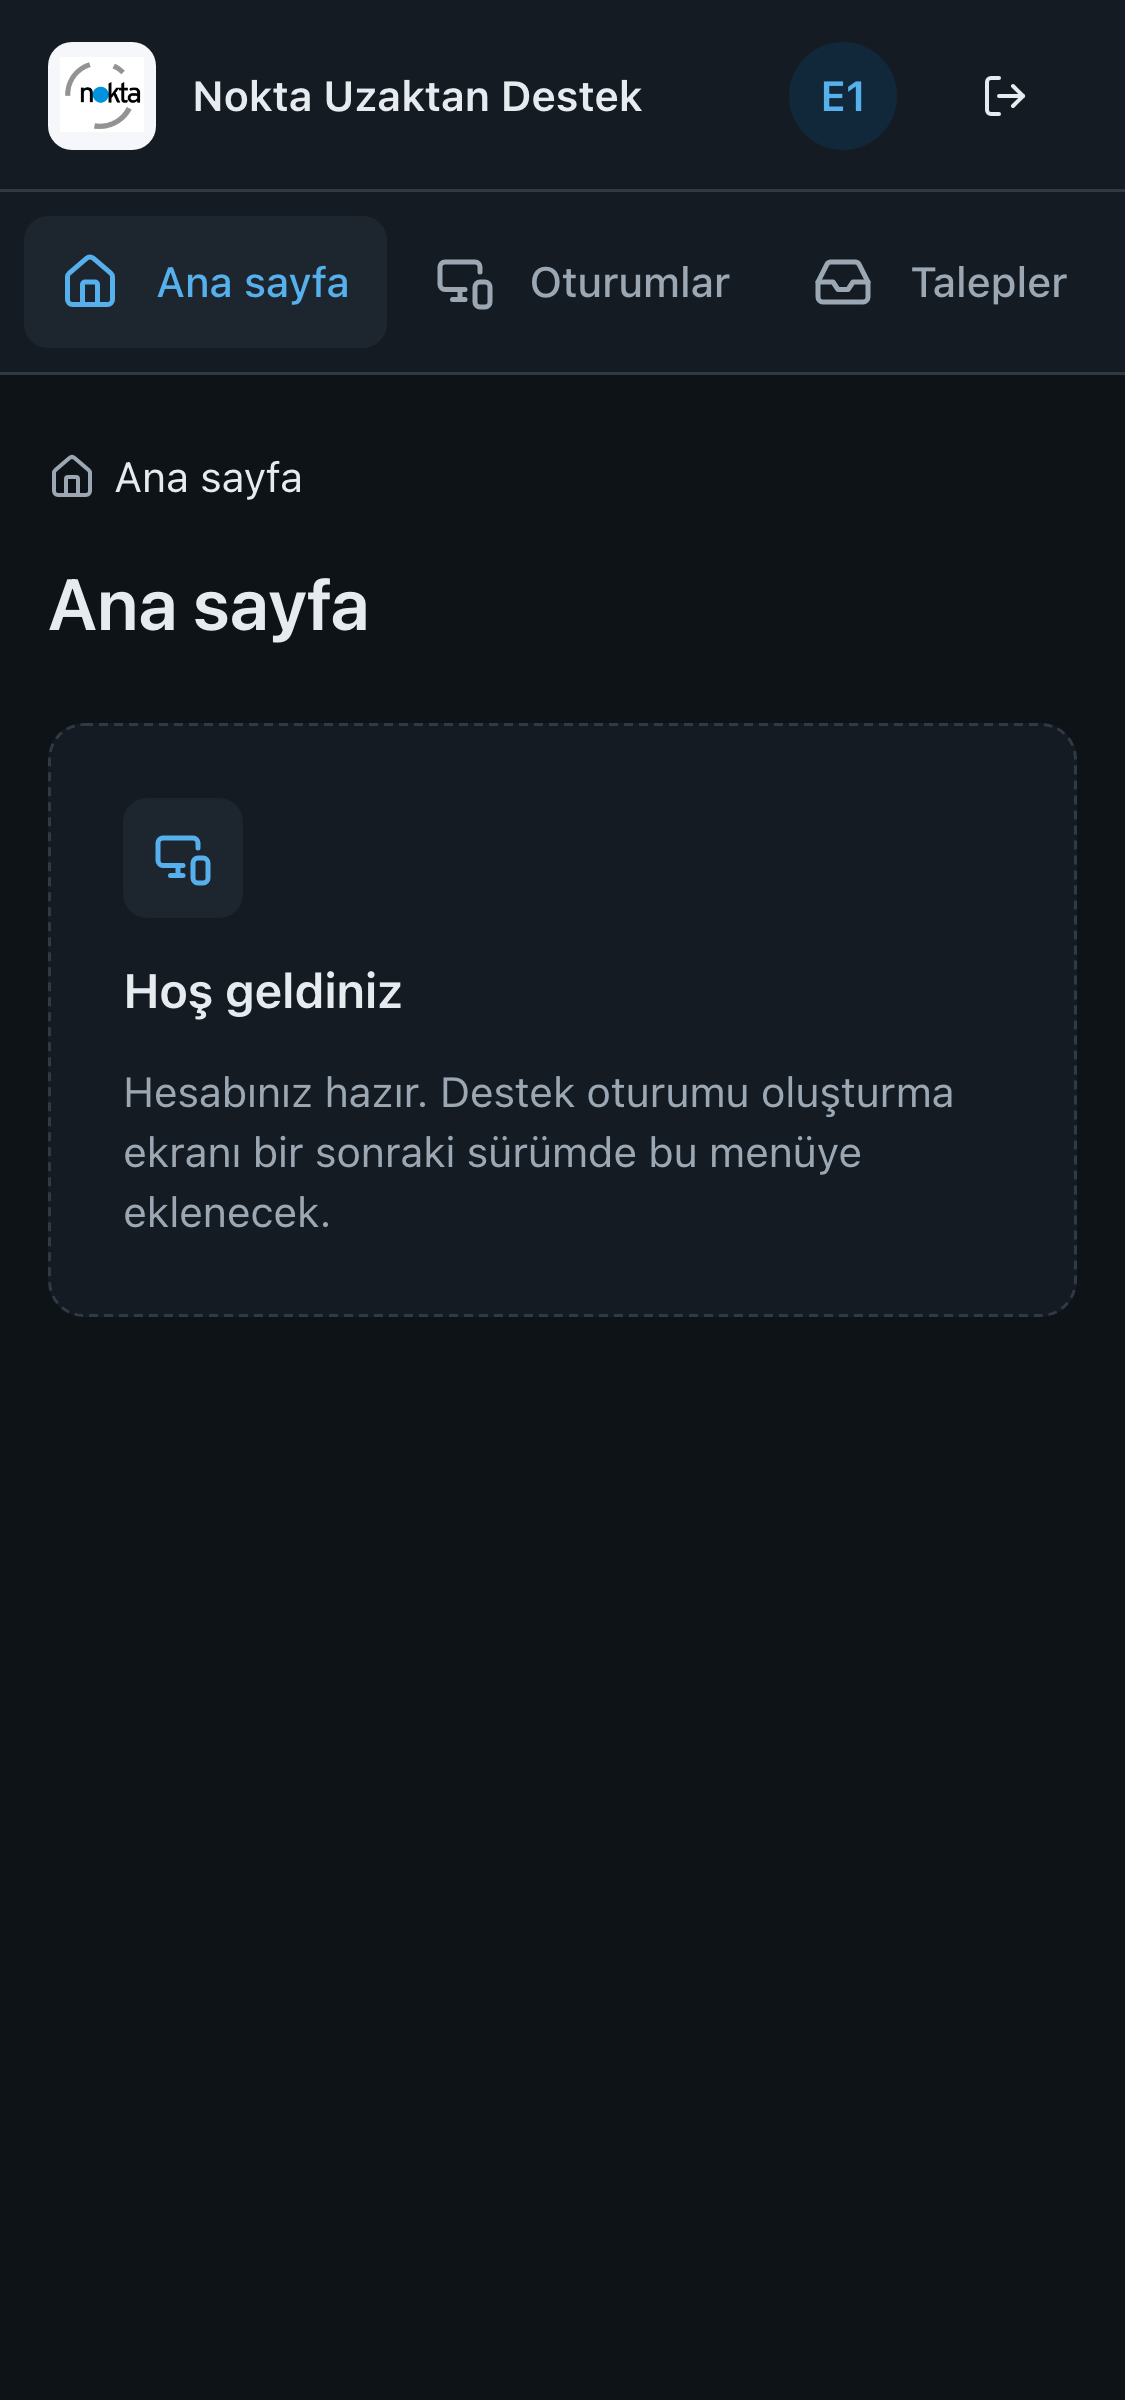 nokta
Nokta Uzaktan Destek
E1
Ana sayfa
Oturumlar
Talepler
Ana sayfa
Ana sayfa
Hoş geldiniz
Hesabınız hazır. Destek oturumu oluşturma
ekranı bir sonraki sürümde bu menüye
eklenecek.